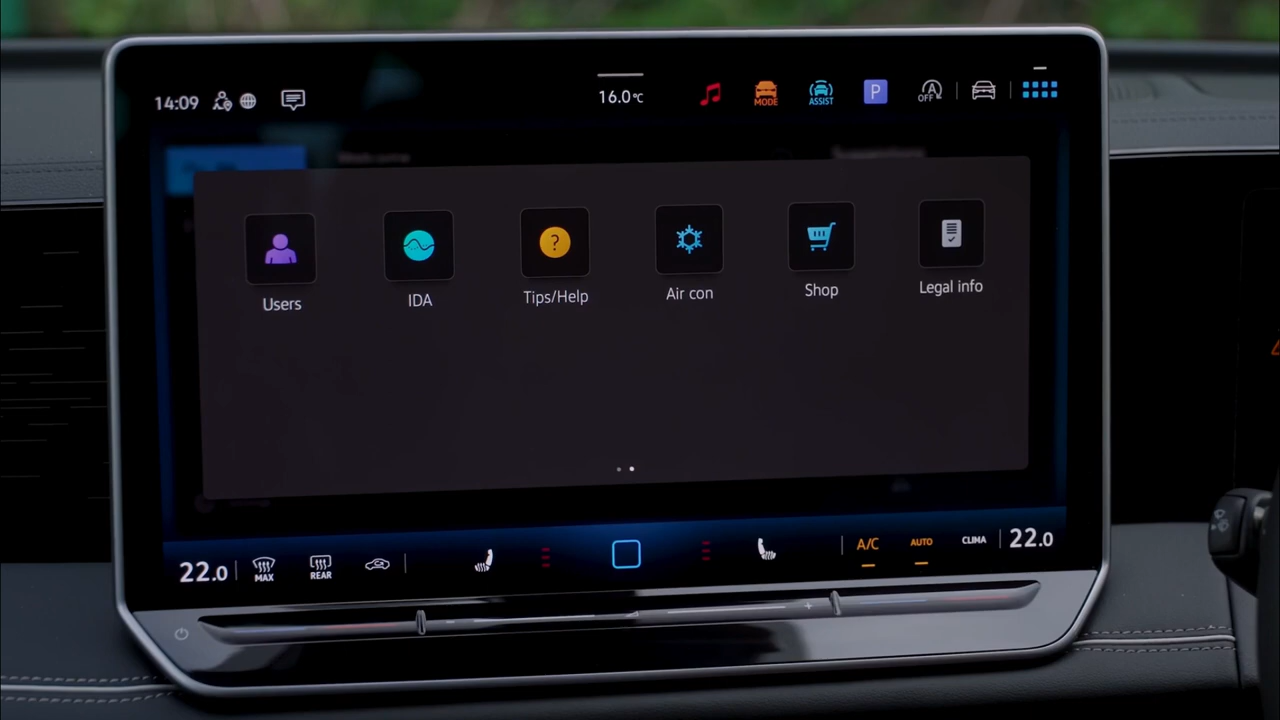 14:09
16.0°C
MODE
ASSIST
P
A
OFF
Users
IDA
?
Tips/Help
Air con
Shop
Legal info
22.0
MAX
REAR
A/C
AUTO
CLIMA
22.0
- +